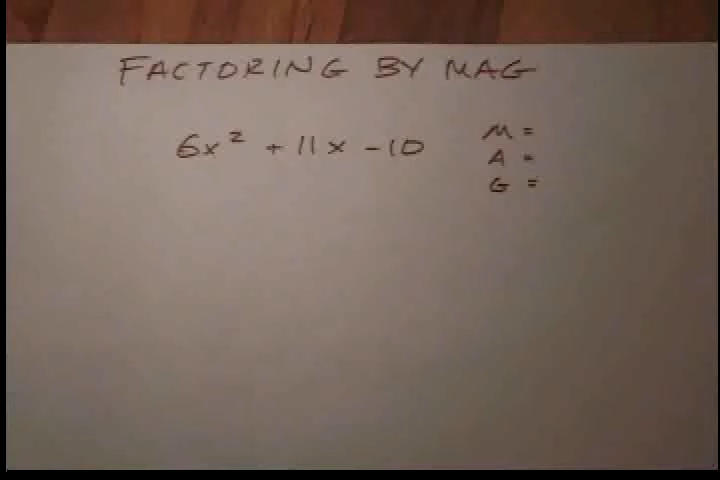 FACTORING BY MAG
6x² + 11x - 10
M =
A =
G =